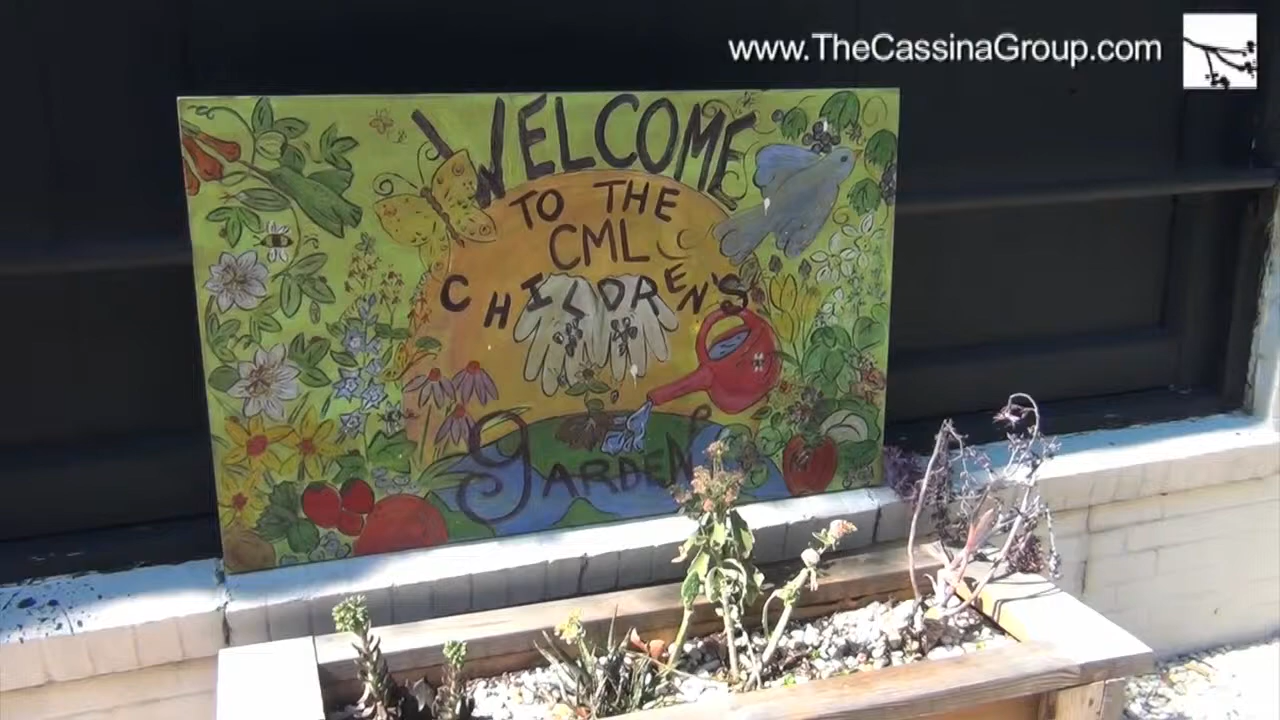 www.TheCassinaGroup.com
WELCOME
TO THE
CML
CHILDREN'S
gARDEN